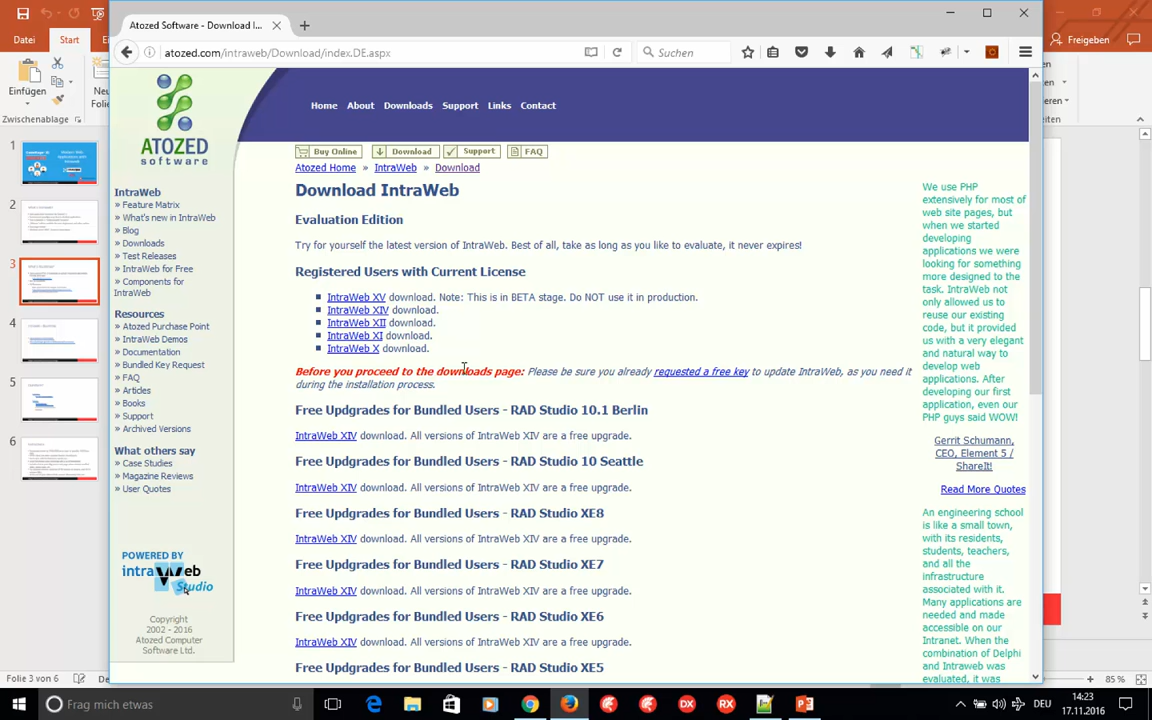 Datei
Start
Ei
Einfügen
Neue
Folie
Zwischenablage
Freigeben
Atozed Software - Download I...
atozed.com/intraweb/Download/index.DE.aspx
Suchen
ATOZED
software
Home About Downloads Support Links Contact
Buy Online Download Support FAQ
Atozed Home » IntraWeb » Download
Download IntraWeb
Evaluation Edition
Try for yourself the latest version of IntraWeb. Best of all, take as long as you like to evaluate, it never expires!
Registered Users with Current License
IntraWeb XV download. Note: This is in BETA stage. Do NOT use it in production.
IntraWeb XIV download.
IntraWeb XII download.
IntraWeb XI download.
IntraWeb X download.
Before you proceed to the downloads page: Please be sure you already requested a free key to update IntraWeb, as you need it
during the installation process.
Free Updgrades for Bundled Users - RAD Studio 10.1 Berlin
IntraWeb XIV download. All versions of IntraWeb XIV are a free upgrade.
Free Updgrades for Bundled Users - RAD Studio 10 Seattle
IntraWeb XIV download. All versions of IntraWeb XIV are a free upgrade.
Free Updgrades for Bundled Users - RAD Studio XE8
IntraWeb XIV download. All versions of IntraWeb XIV are a free upgrade.
Free Updgrades for Bundled Users - RAD Studio XE7
IntraWeb XIV download. All versions of IntraWeb XIV are a free upgrade.
Free Updgrades for Bundled Users - RAD Studio XE6
IntraWeb XIV download. All versions of IntraWeb XIV are a free upgrade.
Free Updgrades for Bundled Users - RAD Studio XE5
IntraWeb
» Feature Matrix
» What's new in IntraWeb
» Blog
» Downloads
» Test Releases
» IntraWeb for Free
» Components for
IntraWeb
Resources
» Atozed Purchase Point
» IntraWeb Demos
» Documentation
» Bundled Key Request
» FAQ
» Articles
» Books
» Support
» Archived Versions
What others say
» Case Studies
» Magazine Reviews
» User Quotes
POWERED BY
intraWeb
Studio
Copyright
2002 - 2016
Atozed Computer
Software Ltd.
We use PHP
extensively for most of
web site pages, but
when we started
developing
applications we were
looking for something
more designed to the
task. IntraWeb not
only allowed us to
reuse our existing
code, but it provided
us with a very elegant
and natural way to
develop web
applications. After
developing our first
application, even our
PHP guys said WOW!
Gerrit Schumann,
CEO, Element 5 /
ShareIt!
Read More Quotes
An engineering school
is like a small town,
with its residents,
students, teachers,
and all the
infrastructure
associated with it.
Many applications are
needed and made
accessible on our
Intranet. When the
combination of Delphi
and Intraweb was
evaluated, it was
1
2
3
4
5
6
Folie 3 von 6
85 %
Frag mich etwas
DX
RX
DEU
14:23
17.11.2016